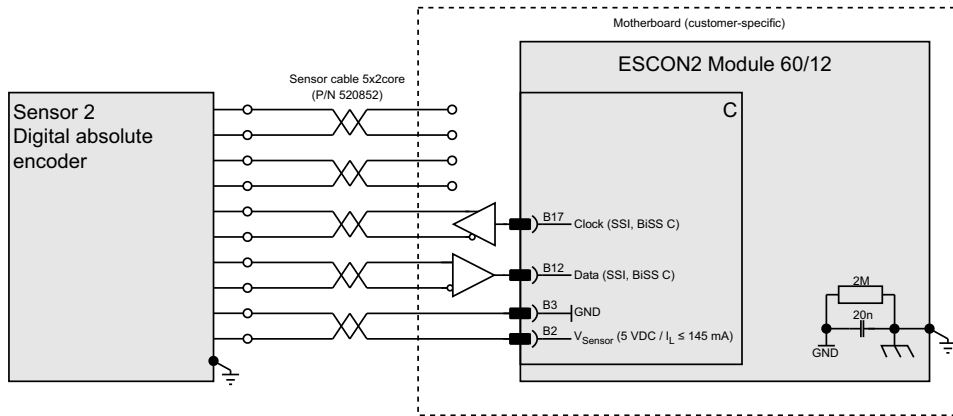 Motherboard (customer-specific)
ESCON2 Module 60/12
Sensor cable 5x2core
(P/N 520852)
Sensor 2
Digital absolute
encoder
C
B17
Clock (SSI, BiSS C)
B12
Data (SSI, BiSS C)
2M
B3
GND
20n
B2
VSensor (5 VDC / IL ≤ 145 mA)
GND